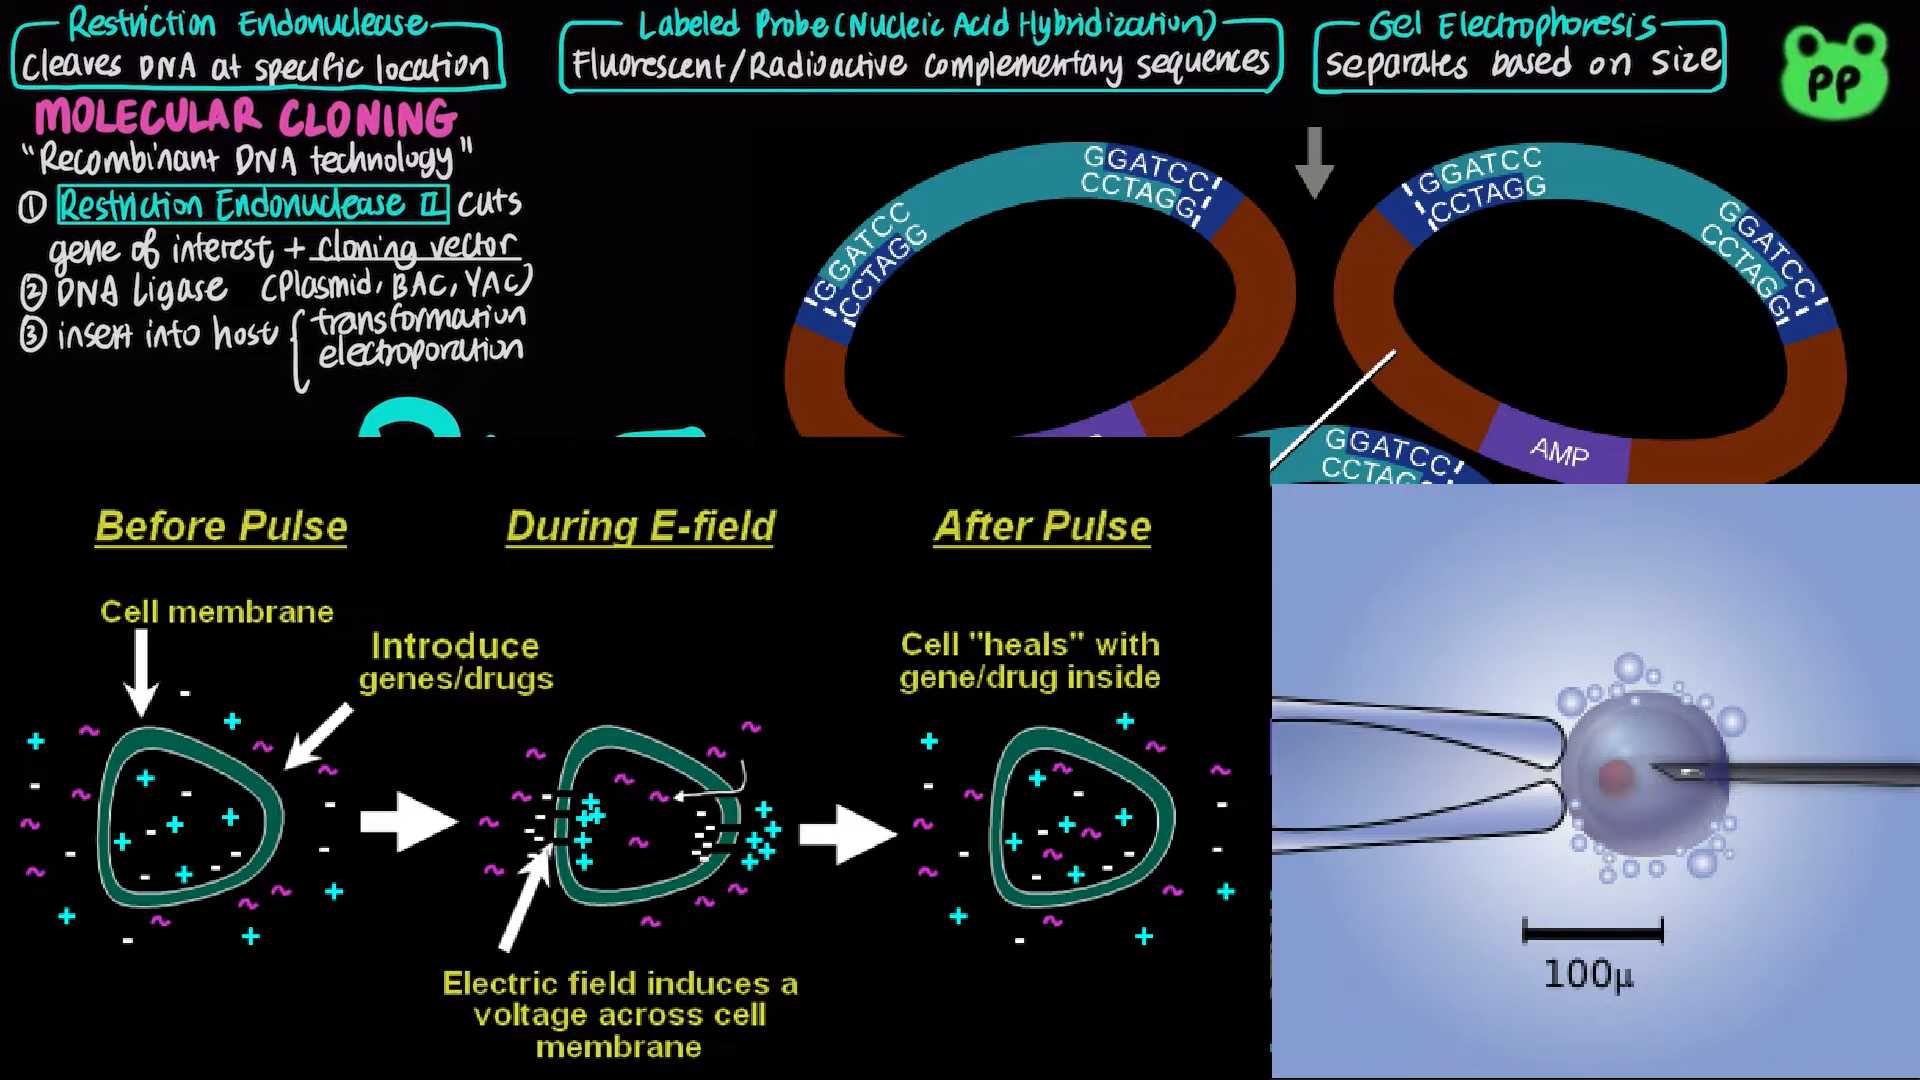 Restriction Endonuclease
cleaves DNA at specific location
Labeled Probe (Nucleic Acid Hybridization)
Fluorescent/Radioactive complementary sequences
Gel Electrophoresis
separates based on size
PP
MOLECULAR CLONING
"Recombinant DNA technology"
① Restriction Endonuclease II cuts
gene of interest + cloning vector
② DNA Ligase (Plasmid, BAC, YAC)
③ insert into host { transformation
electroporation
GGATCC
CCTAGG
GGATCC
CCTAGG
GGATCC
CCTAGG
GGATCC
CCTAGG
AMP
GGATCC
Before Pulse
During E-field
After Pulse
Cell membrane
Introduce
genes/drugs
Cell "heals" with
gene/drug inside
Electric field induces a
voltage across cell
membrane
100μ